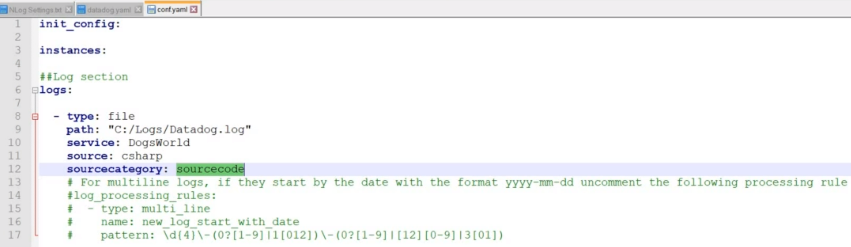 NLog Settings.txt datadog.yaml conf.yaml
1 init_config:
2
3 instances:
4
5 ##Log section
6 logs:
7
8 - type: file
9 path: "C:/Logs/Datadog.log"
10 service: DogsWorld
11 source: csharp
12 sourcecategory: sourcecode
13 # For multiline logs, if they start by the date with the format yyyy-mm-dd uncomment the following processing rule
14 #log_processing_rules:
15 # - type: multi_line
16 # name: new_log_start_with_date
17 # pattern: \d{4}\-(0?[1-9]|1[012])\-(0?[1-9]|[12][0-9]|3[01])